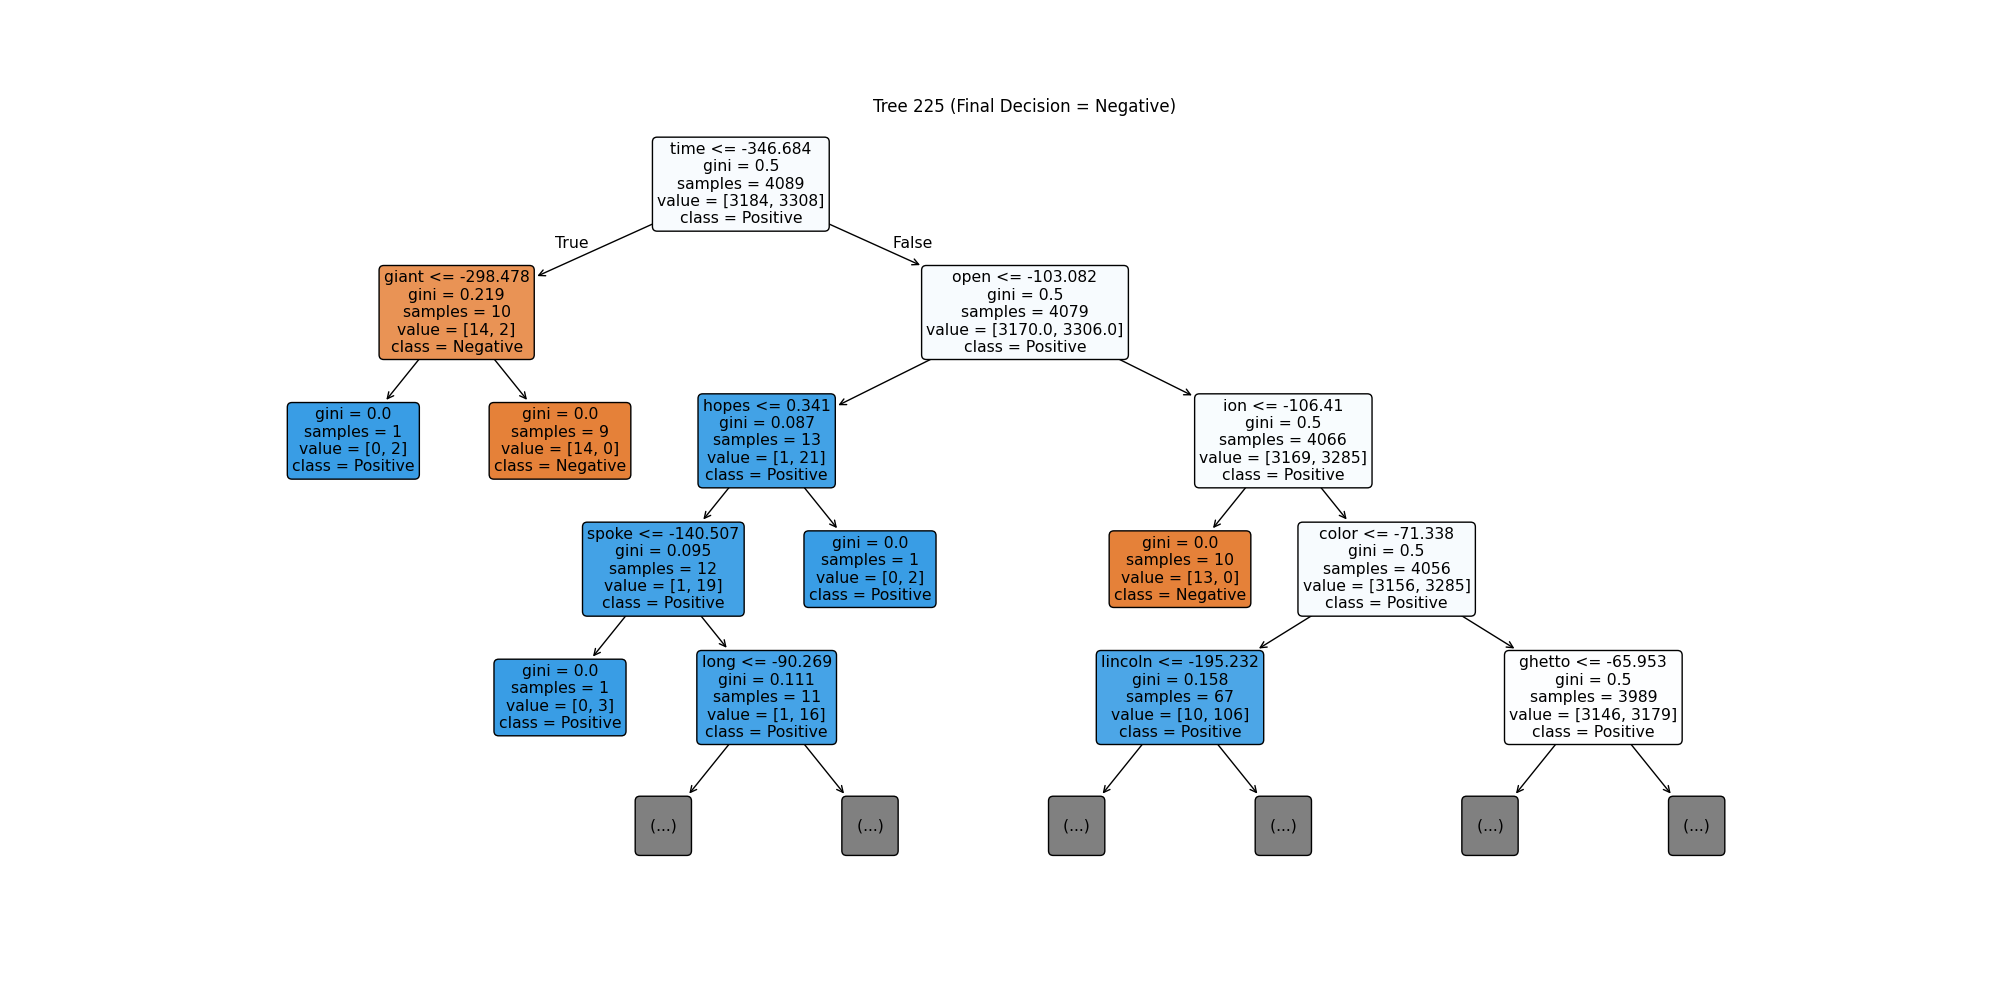 Tree 225 (Final Decision = Negative)
time <= -346.684
gini = 0.5
samples = 4089
value = [3184, 3308]
class = Positive
True
False
giant <= -298.478
gini = 0.219
samples = 10
value = [14, 2]
class = Negative
open <= -103.082
gini = 0.5
samples = 4079
value = [3170.0, 3306.0]
class = Positive
gini = 0.0
samples = 1
value = [0, 2]
class = Positive
gini = 0.0
samples = 9
value = [14, 0]
class = Negative
hopes <= 0.341
gini = 0.087
samples = 13
value = [1, 21]
class = Positive
ion <= -106.41
gini = 0.5
samples = 4066
value = [3169, 3285]
class = Positive
spoke <= -140.507
gini = 0.095
samples = 12
value = [1, 19]
class = Positive
gini = 0.0
samples = 1
value = [0, 2]
class = Positive
gini = 0.0
samples = 10
value = [13, 0]
class = Negative
color <= -71.338
gini = 0.5
samples = 4056
value = [3156, 3285]
class = Positive
gini = 0.0
samples = 1
value = [0, 3]
class = Positive
long <= -90.269
gini = 0.111
samples = 11
value = [1, 16]
class = Positive
lincoln <= -195.232
gini = 0.158
samples = 67
value = [10, 106]
class = Positive
ghetto <= -65.953
gini = 0.5
samples = 3989
value = [3146, 3179]
class = Positive
(...)
(...)
(...)
(...)
(...)
(...)